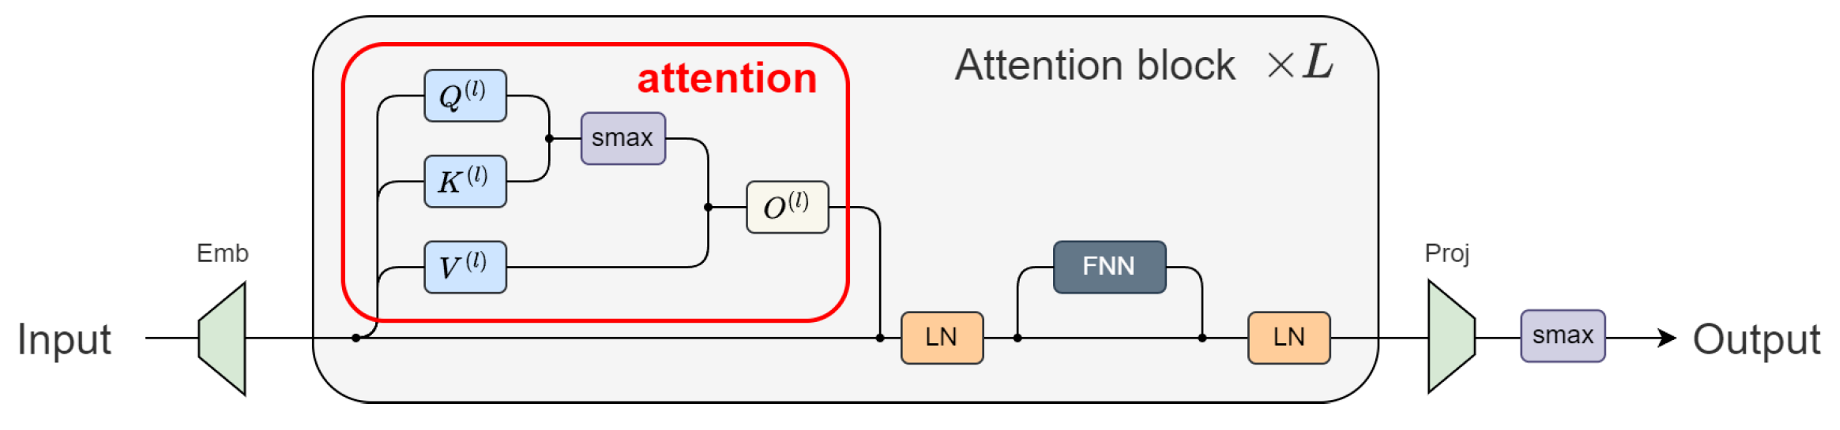 Attention block ×L
attention
Q^(l)
smax
K^(l)
O^(l)
V^(l)
Emb
FNN
Proj
Input
LN
LN
smax
Output